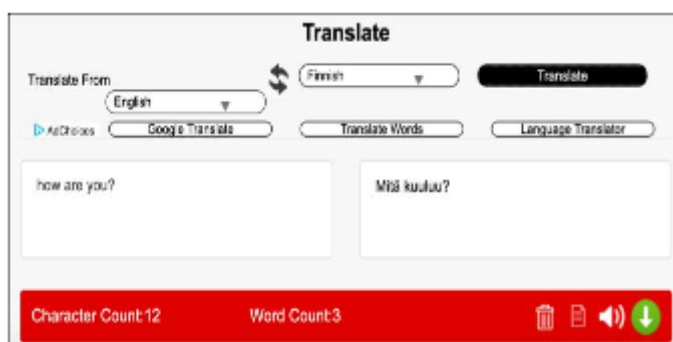 Translate
Translate From
English
Finnish
Translate
AdChoices
Google Translate
Translate Words
Language Translator
how are you?
Mitä kuuluu?
Character Count:12
Word Count:3